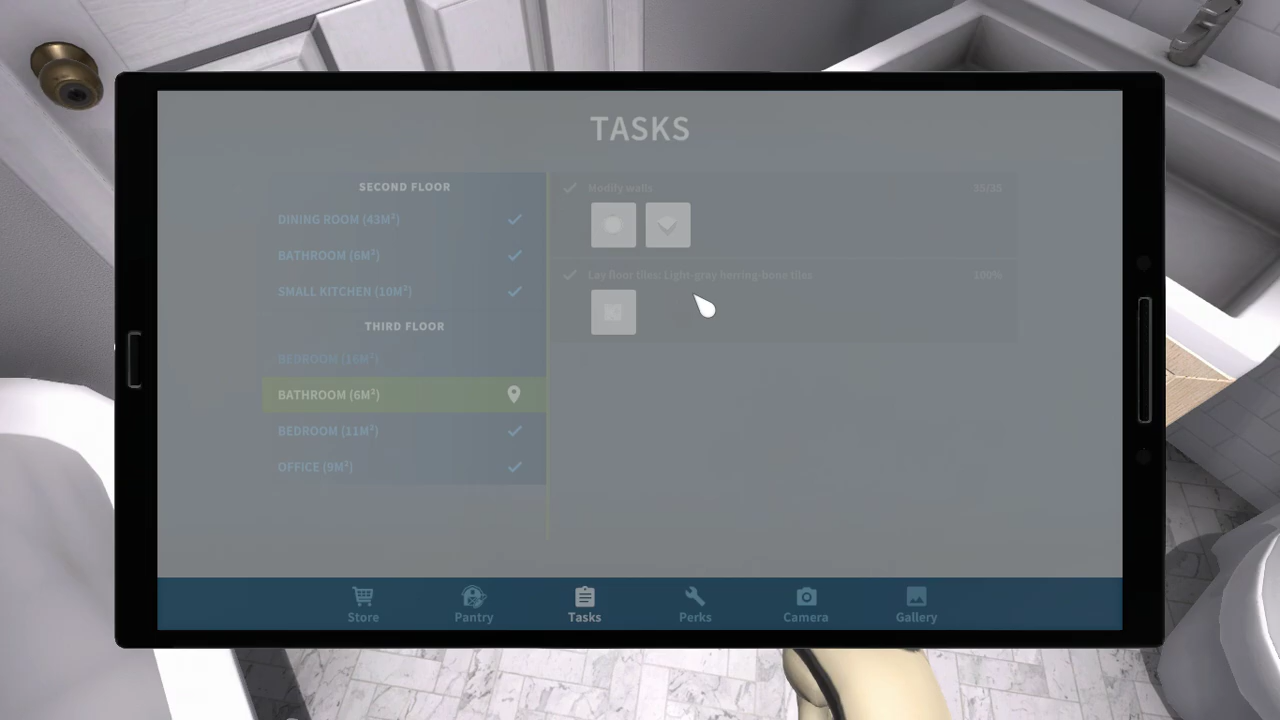 TASKS
SECOND FLOOR
DINING ROOM (43M²)
BATHROOM (6M²)
SMALL KITCHEN (10M²)
THIRD FLOOR
BEDROOM (16M²)
BATHROOM (6M²)
BEDROOM (11M²)
OFFICE (9M²)
Modify walls 35/35
Lay floor tiles: Light-gray herring-bone tiles 100%
Store Pantry Tasks Perks Camera Gallery